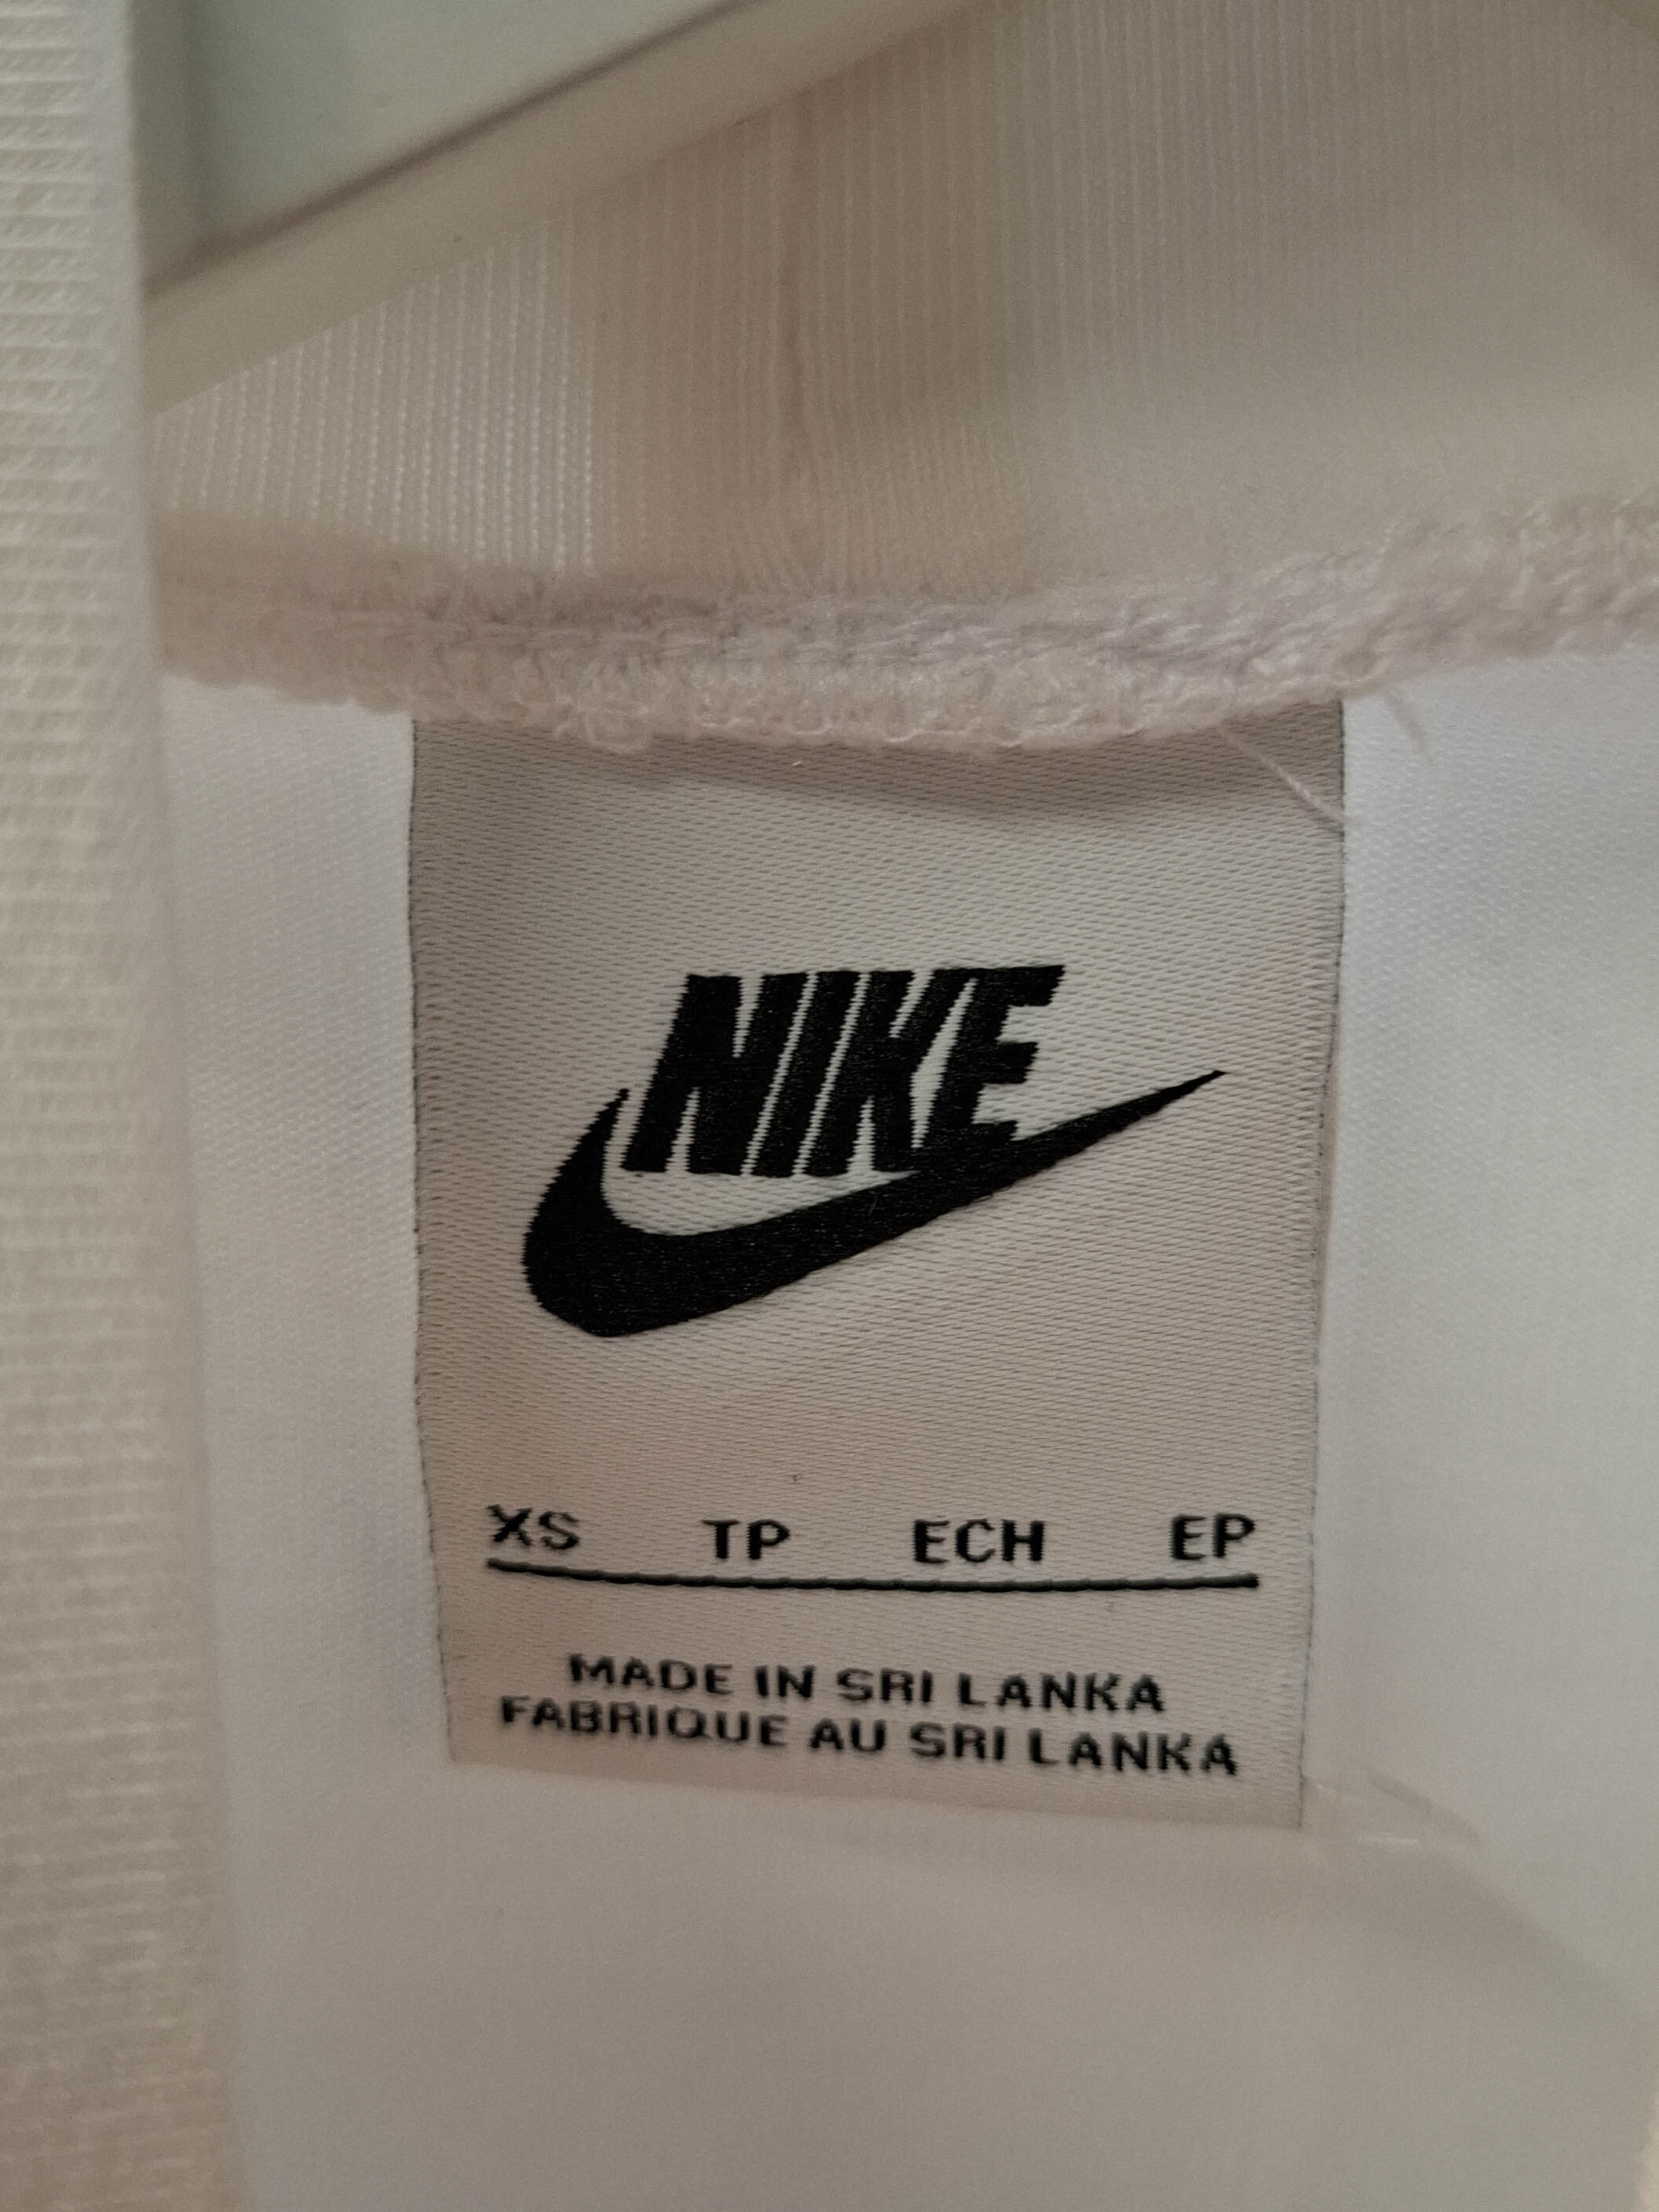 NIKE
XS TP ECH EP
MADE IN SRI LANKA
FABRIQUE AU SRI LANKA